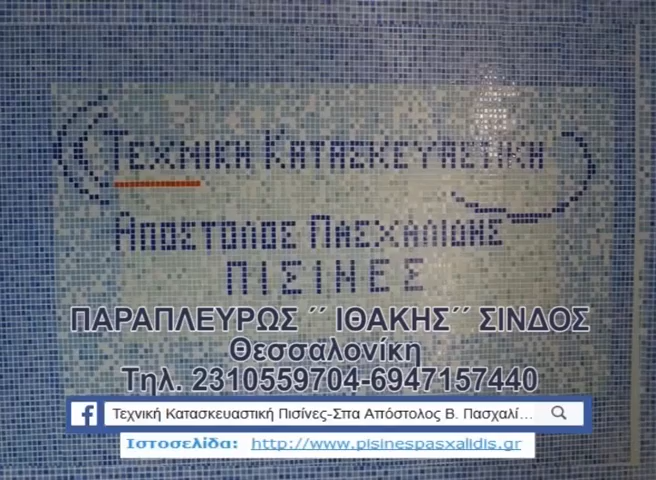 Τεχνικη Κατασκευαστικη
Αποστολος Πασχαλιδης
ΠΙΣΙΝΕΣ
ΠΑΡΑΠΛΕΥΡΩΣ ´´ ΙΘΑΚΗΣ´´ ΣΙΝΔΟΣ
Θεσσαλονίκη
Τηλ. 2310559704-6947157440
Τεχνική Κατασκευαστική Πισίνες-Σπα Απόστολος Β. Πασχαλί...
Ιστοσελίδα: http://www.pisinespasxalidis.gr